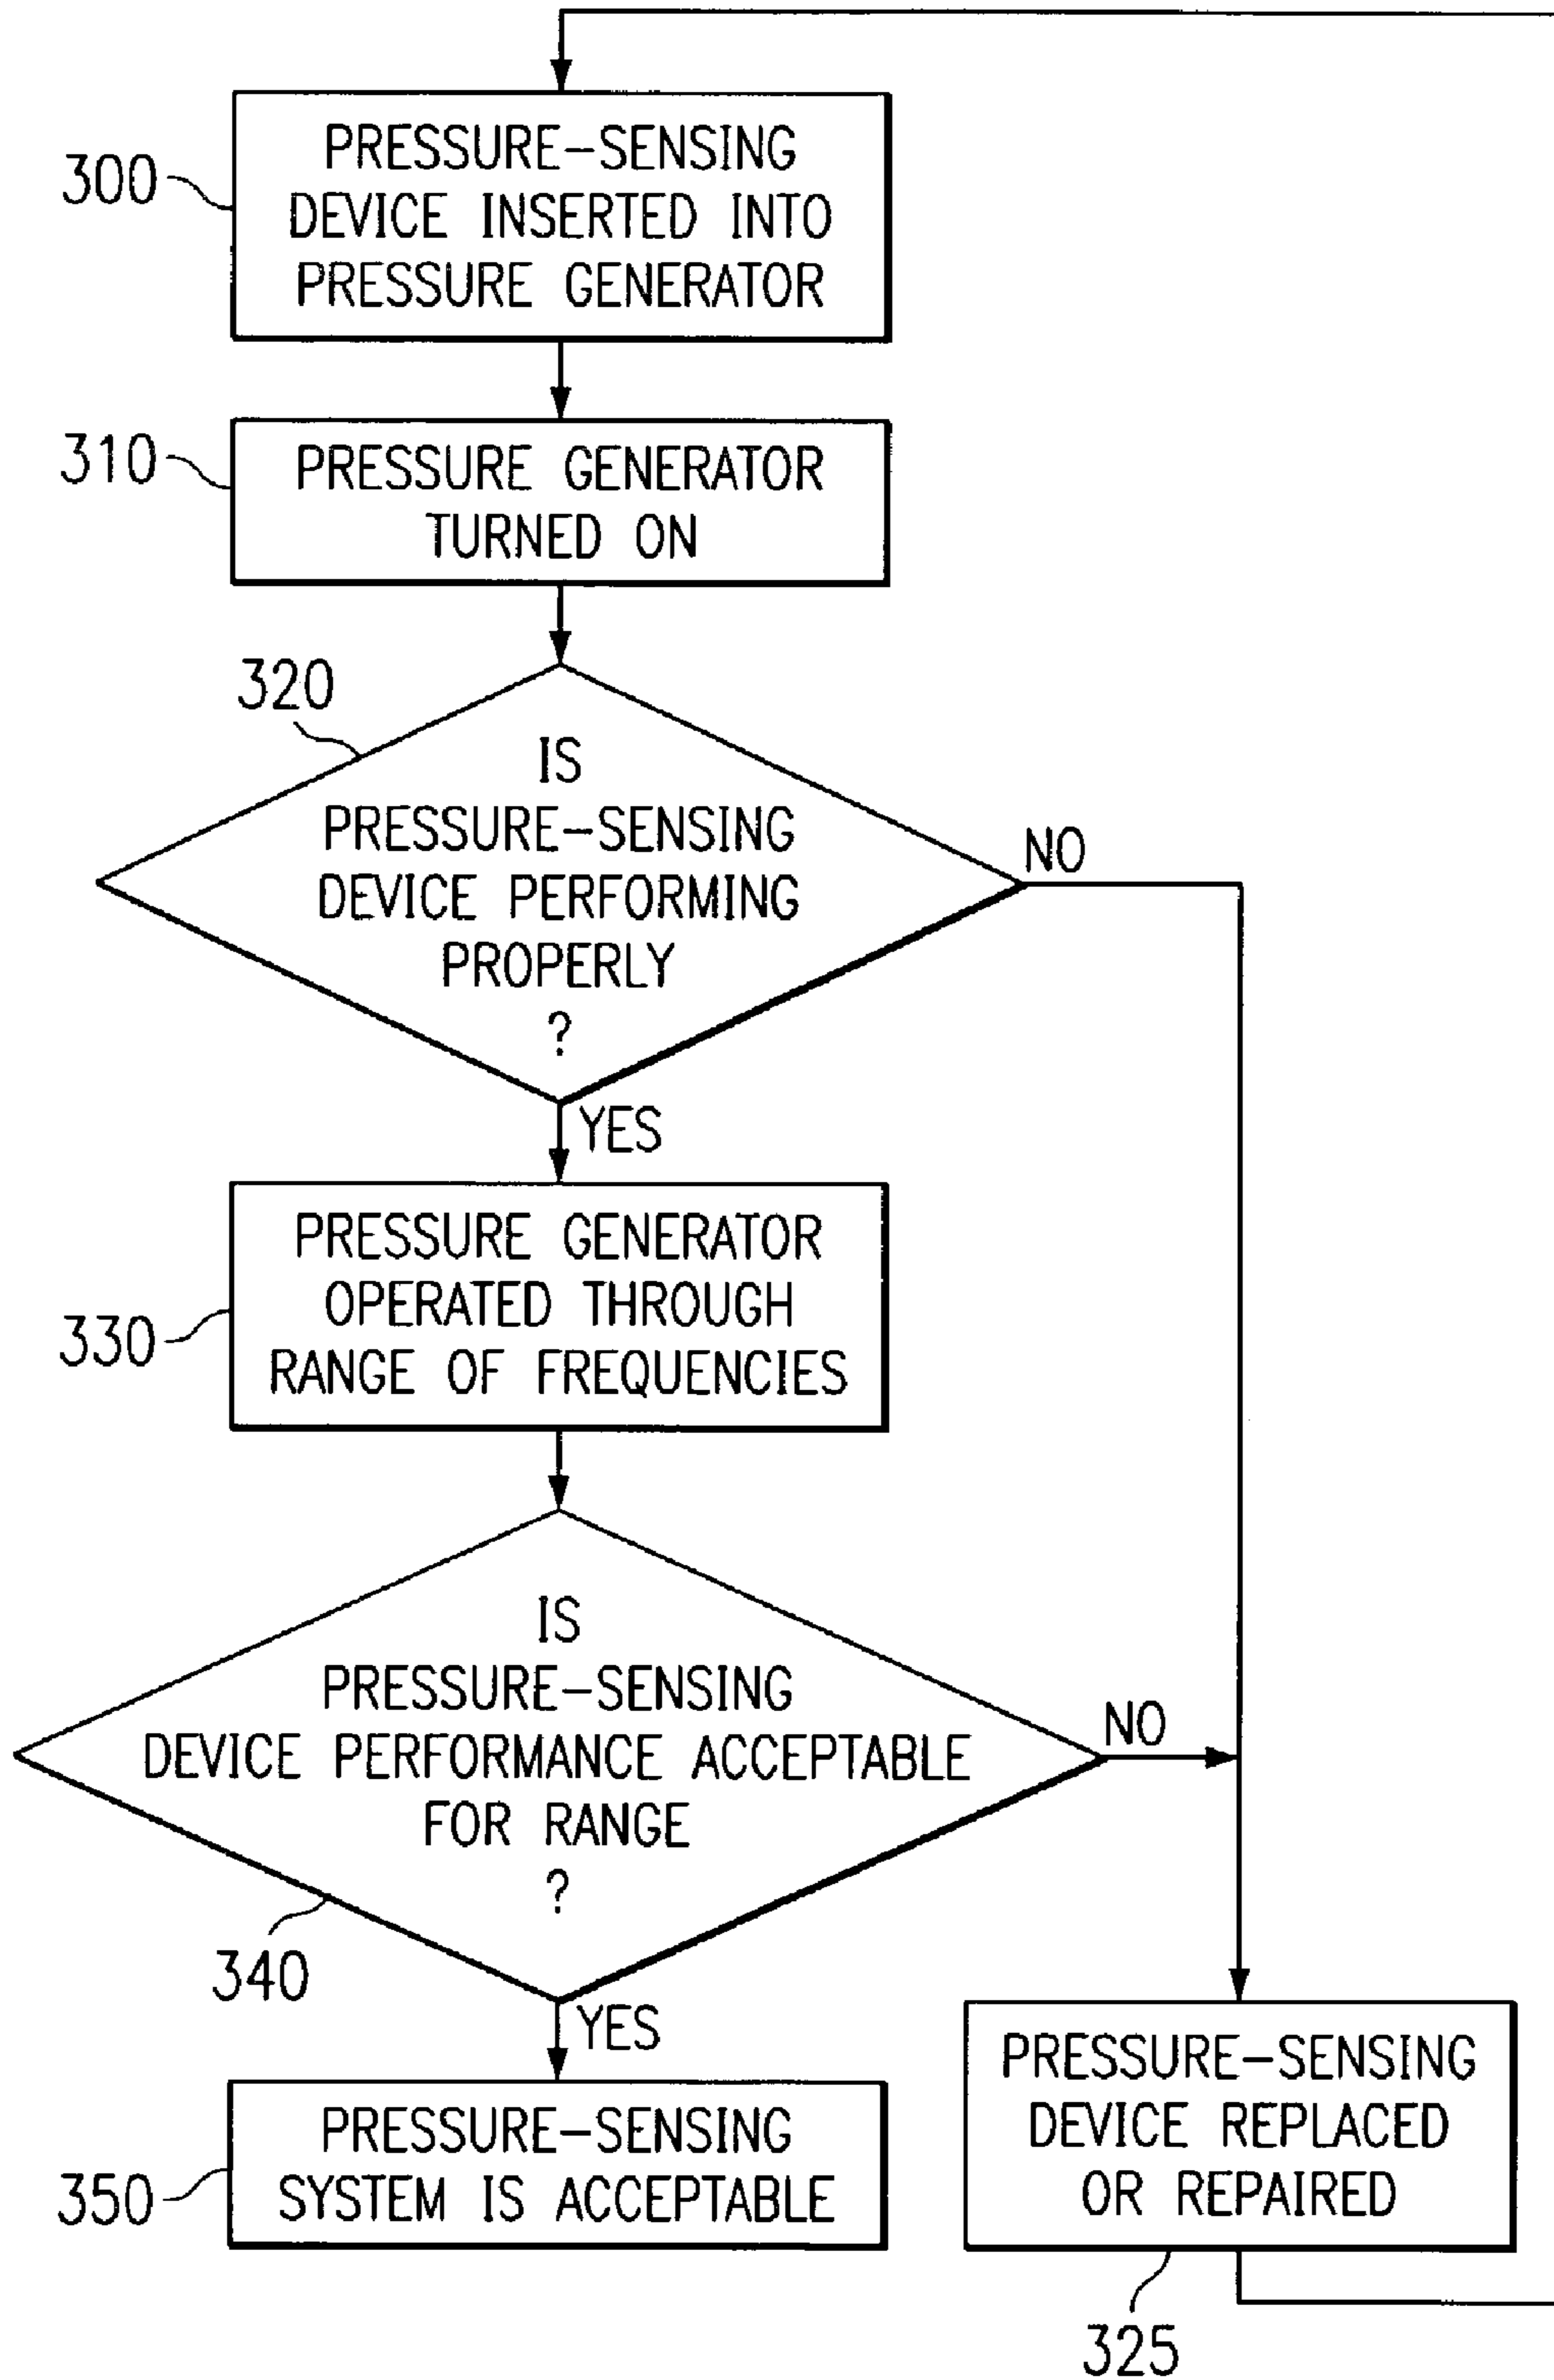 300
PRESSURE-SENSING
DEVICE INSERTED INTO
PRESSURE GENERATOR
310
PRESSURE GENERATOR
TURNED ON
320
IS
PRESSURE-SENSING
DEVICE PERFORMING
PROPERLY
?
NO
YES
330
PRESSURE GENERATOR
OPERATED THROUGH
RANGE OF FREQUENCIES
340
IS
PRESSURE-SENSING
DEVICE PERFORMANCE ACCEPTABLE
FOR RANGE
?
NO
YES
350
PRESSURE-SENSING
SYSTEM IS ACCEPTABLE
PRESSURE-SENSING
DEVICE REPLACED
OR REPAIRED
325